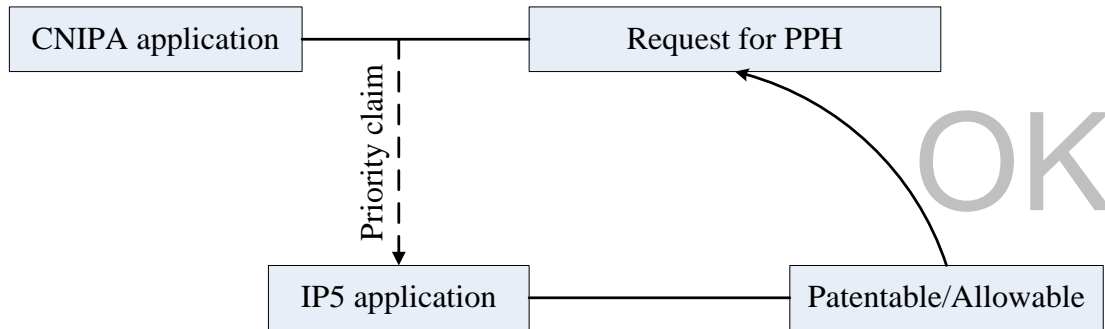 CNIPA application
Request for PPH
Priority claim
OK
IP5 application
Patentable/Allowable